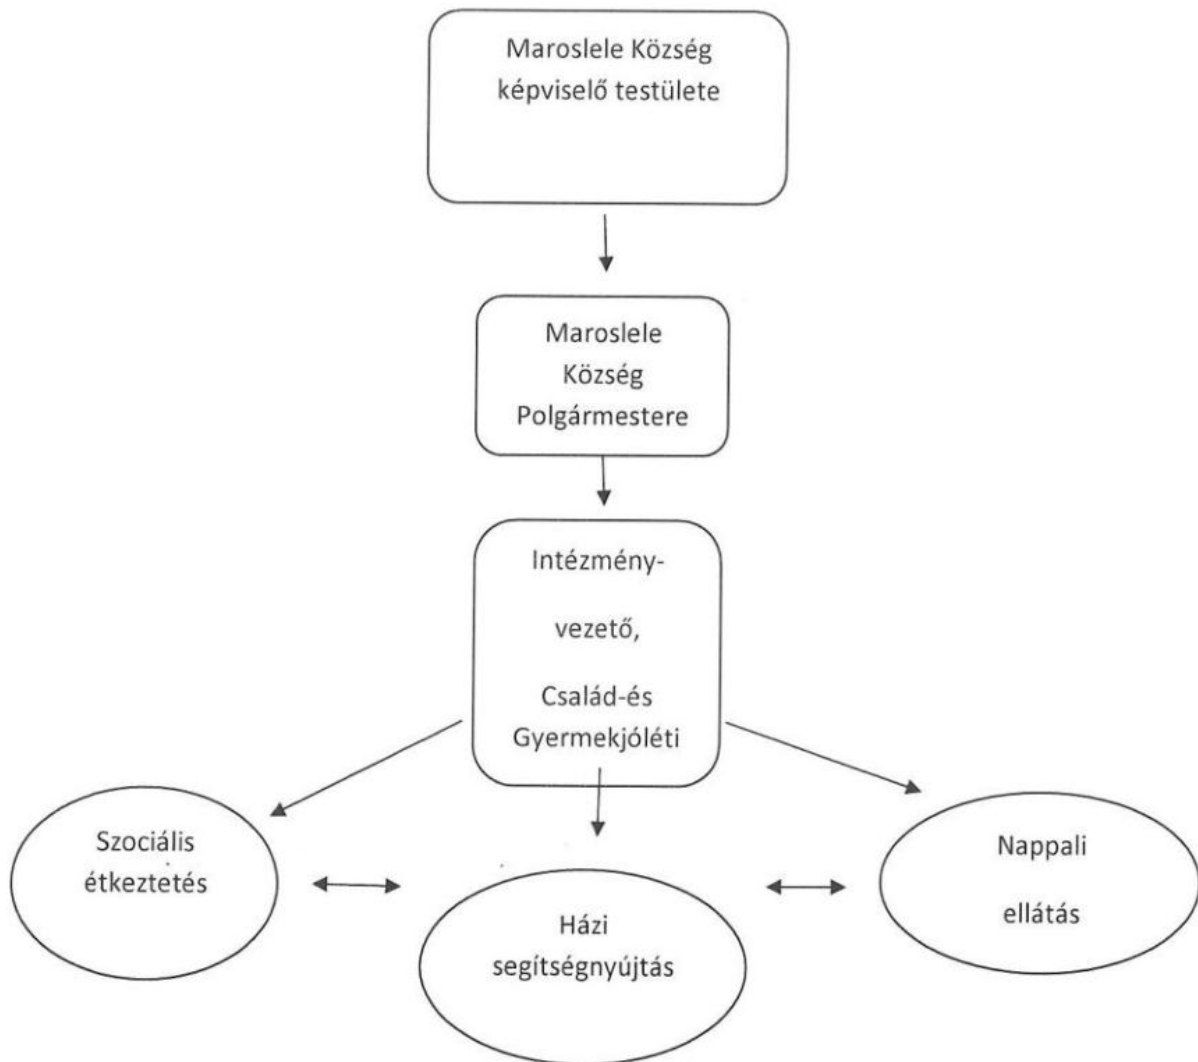 Maroslele Község
képviselő testülete
Maroslele
Község
Polgármestere
Intézmény-
vezető,
Család-és
Gyermekjóléti
Szociális
étkeztetés
Házi
segítségnyújtás
Nappali
ellátás